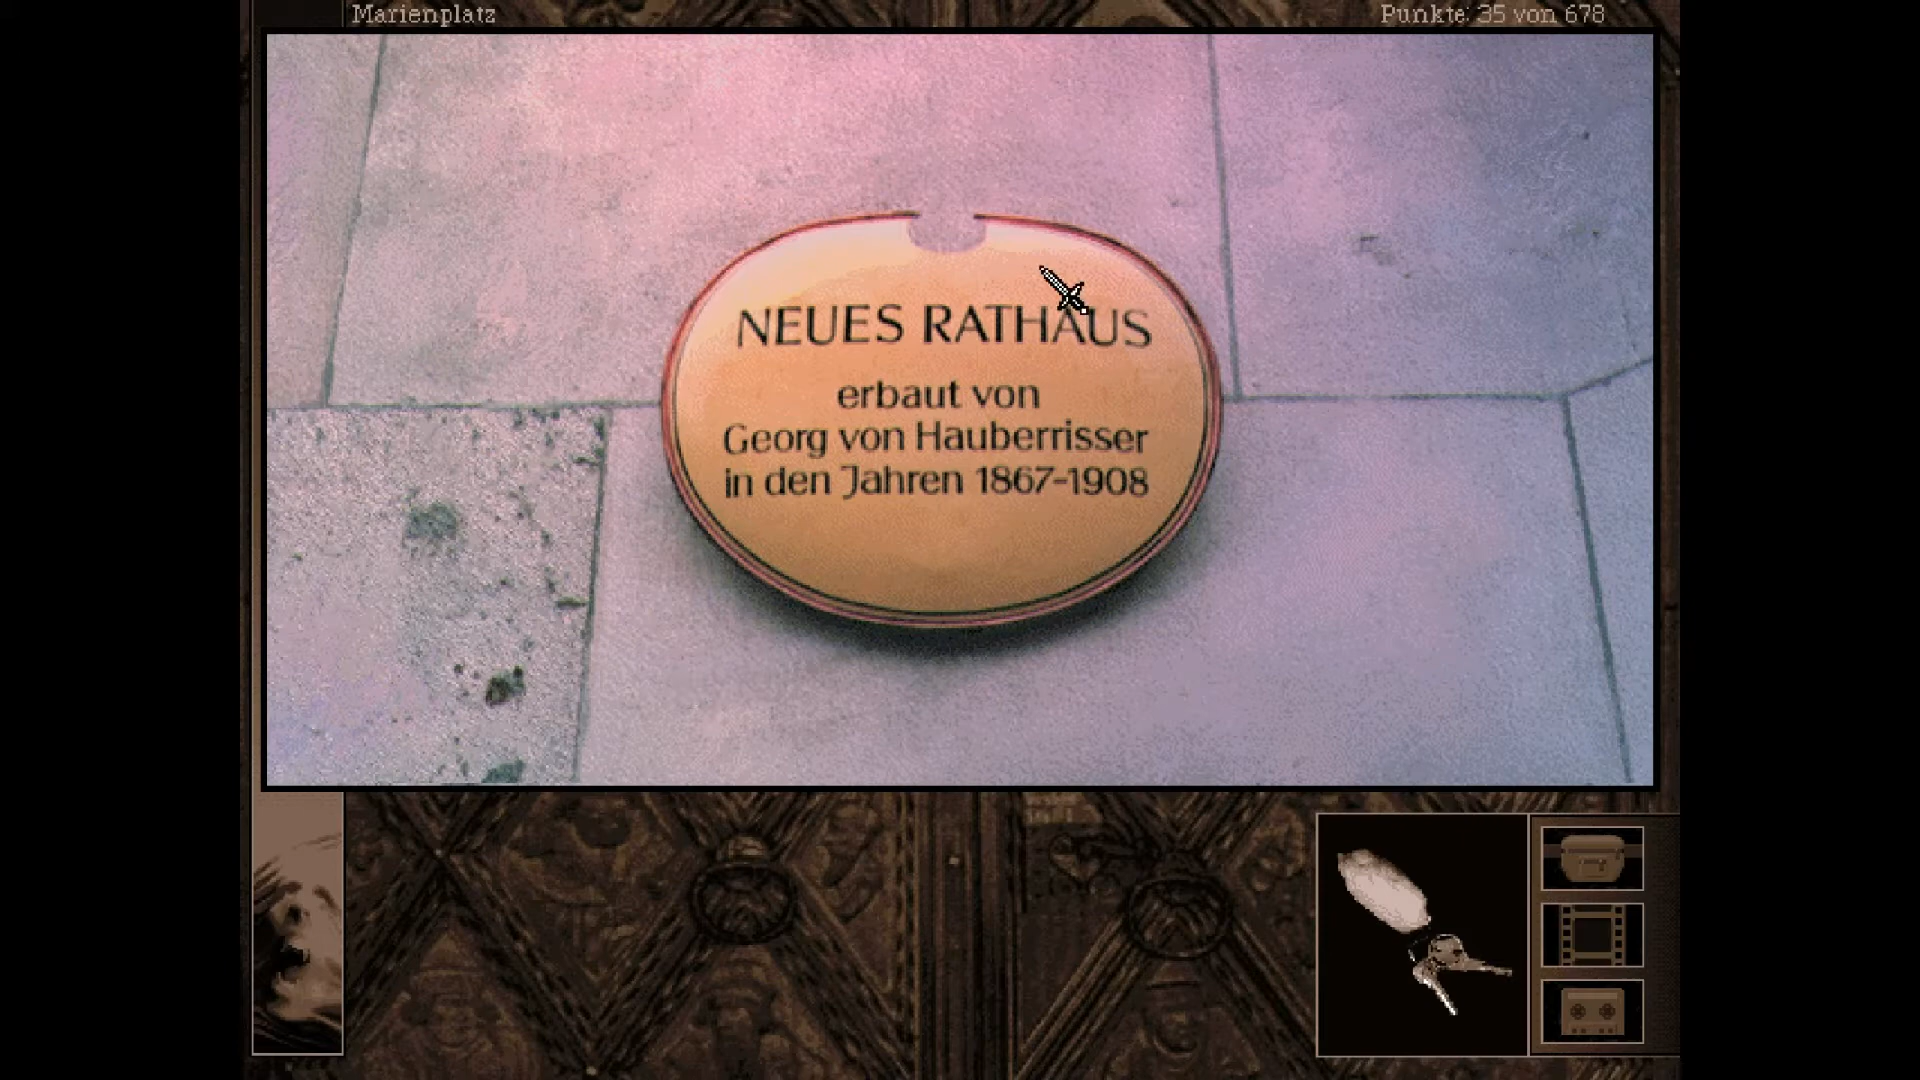 Marienplatz
Punkte: 35 von 678
NEUES RATHAUS
erbaut von
Georg von Hauberrisser
in den Jahren 1867-1908